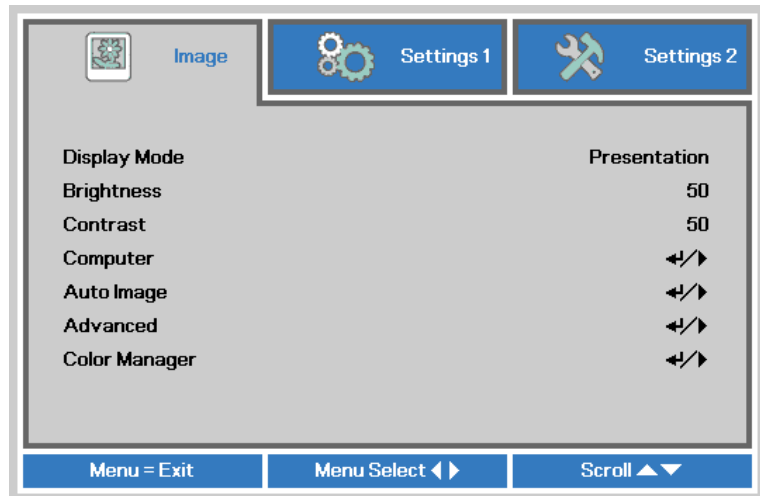 Image
Settings 1
Settings 2
Display Mode Presentation
Brightness 50
Contrast 50
Computer
Auto Image
Advanced
Color Manager
Menu = Exit
Menu Select
Scroll